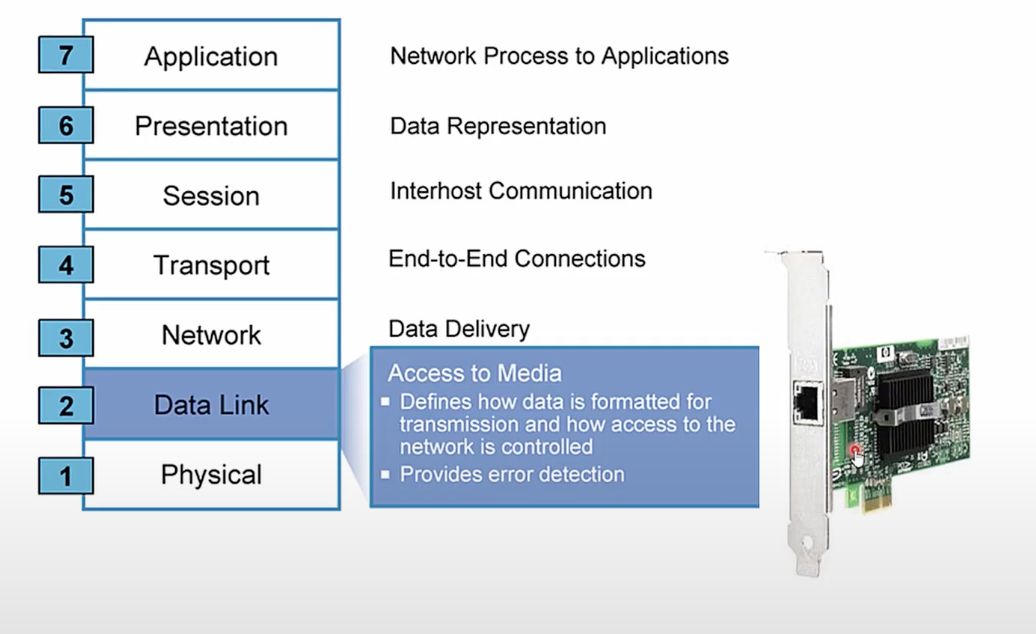 7 Application Network Process to Applications
6 Presentation Data Representation
5 Session Interhost Communication
4 Transport End-to-End Connections
3 Network Data Delivery
2 Data Link
Access to Media
▪ Defines how data is formatted for
transmission and how access to the
network is controlled
▪ Provides error detection
1 Physical
hp